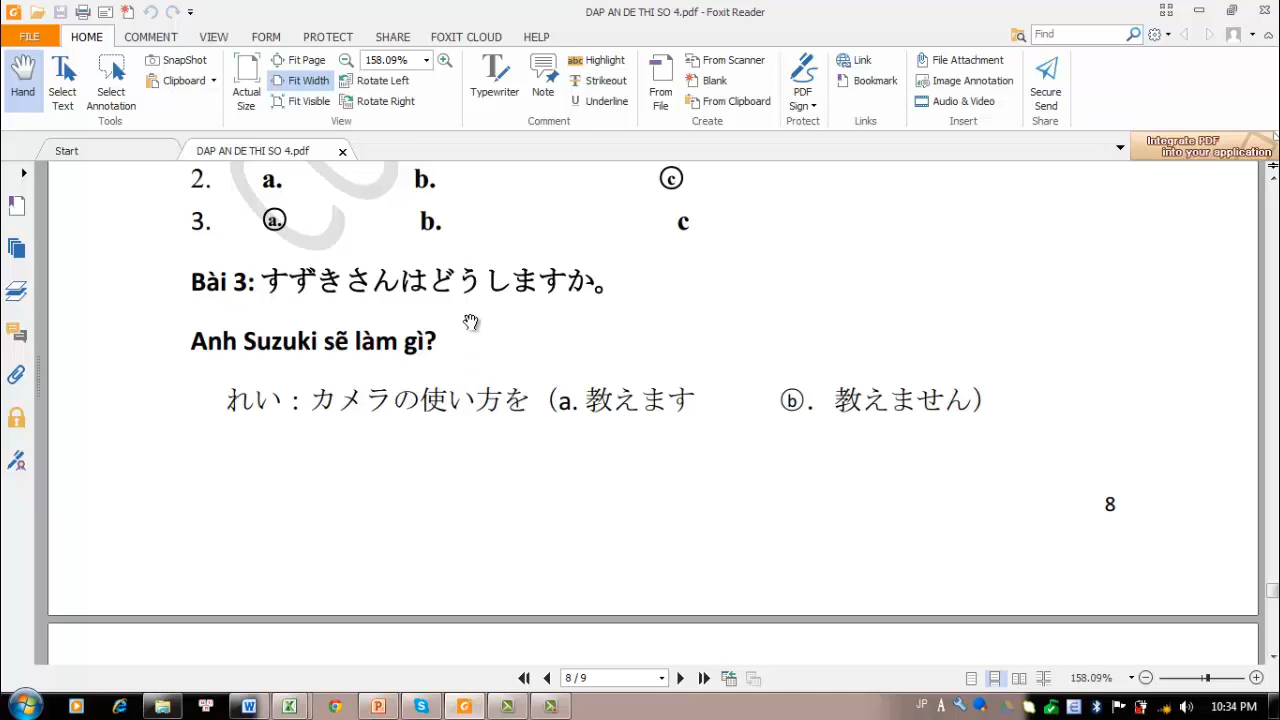 DAP AN DE THI SO 4.pdf - Foxit Reader
FILE HOME COMMENT VIEW FORM PROTECT SHARE FOXIT CLOUD HELP
Find
Hand
Select Text
Select Annotation
SnapShot
Clipboard
Tools
Actual Size
Fit Page
Fit Width
Fit Visible
158.09%
Rotate Left
Rotate Right
View
Typewriter
Note
Highlight
Strikeout
Underline
Comment
From File
From Scanner
Blank
From Clipboard
Create
PDF Sign
Protect
Link
Bookmark
Links
File Attachment
Image Annotation
Audio & Video
Insert
Secure Send
Share
Start
DAP AN DE THI SO 4.pdf
Integrate PDF
into your application
2. a. b. c
3. a. b. c
Bài 3: すずきさんはどうしますか。
Anh Suzuki sẽ làm gì?
れい：カメラの使い方を（a. 教えます ⓑ． 教えません）
8
8 / 9
158.09%
JP
10:34 PM